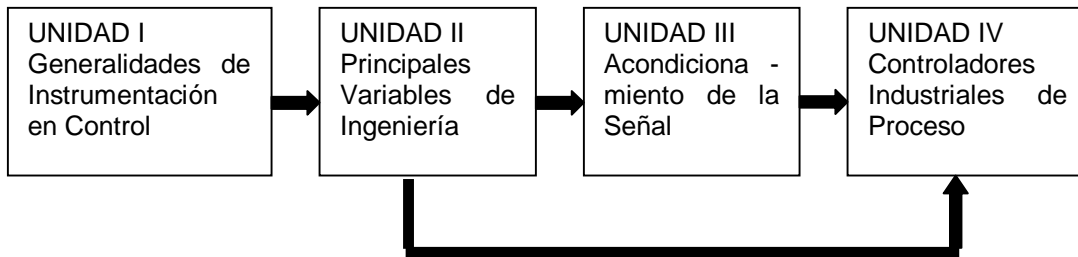 UNIDAD I
Generalidades de
Instrumentación
en Control
UNIDAD II
Principales
Variables de
Ingeniería
UNIDAD III
Acondiciona -
miento de la
Señal
UNIDAD IV
Controladores
Industriales de
Proceso